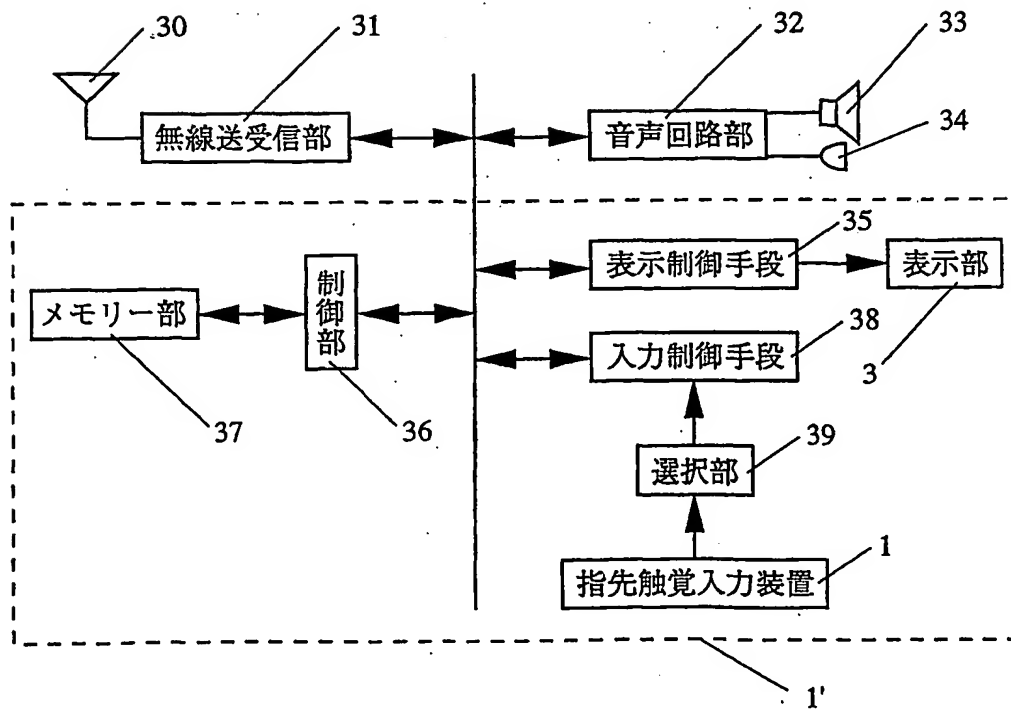 30
31
32
33
無線送受信部
音声回路部
34
35
表示制御手段
表示部
メモリー部
制御部
38
入力制御手段
3
37
36
39
選択部
1
指先触覚入力装置
1'